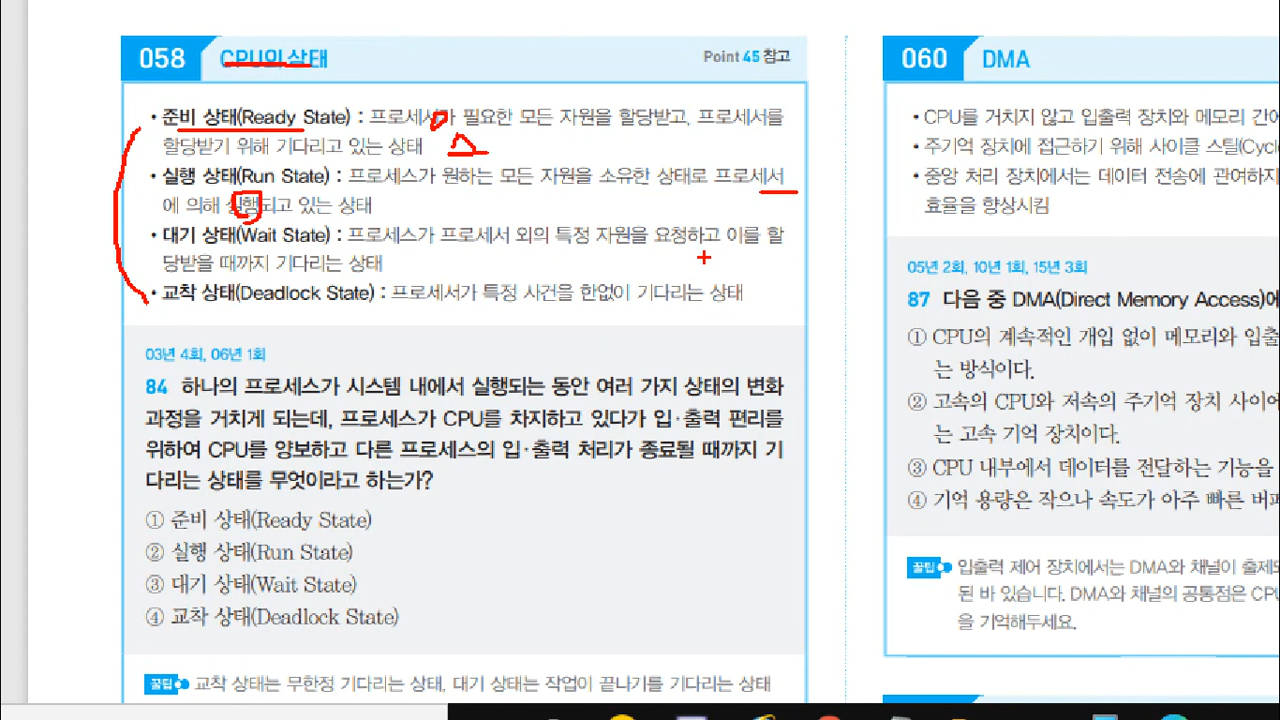 058 CPU의 상태 Point 45 참고
• 준비 상태(Ready State) : 프로세서가 필요한 모든 자원을 할당받고, 프로세서를
할당받기 위해 기다리고 있는 상태
• 실행 상태(Run State) : 프로세스가 원하는 모든 자원을 소유한 상태로 프로세서
에 의해 실행되고 있는 상태
• 대기 상태(Wait State) : 프로세스가 프로세서 외의 특정 자원을 요청하고 이를 할
당받을 때까지 기다리는 상태
• 교착 상태(Deadlock State) : 프로세서가 특정 사건을 한없이 기다리는 상태
03년 4회, 06년 1회
84 하나의 프로세스가 시스템 내에서 실행되는 동안 여러 가지 상태의 변화
과정을 거치게 되는데, 프로세스가 CPU를 차지하고 있다가 입·출력 편리를
위하여 CPU를 양보하고 다른 프로세스의 입·출력 처리가 종료될 때까지 기
다리는 상태를 무엇이라고 하는가?
① 준비 상태(Ready State)
② 실행 상태(Run State)
③ 대기 상태(Wait State)
④ 교착 상태(Deadlock State)
꿀팁 교착 상태는 무한정 기다리는 상태, 대기 상태는 작업이 끝나기를 기다리는 상태
060 DMA
• CPU를 거치지 않고 입출력 장치와 메모리 간에
• 주기억 장치에 접근하기 위해 사이클 스틸(Cycl
• 중앙 처리 장치에서는 데이터 전송에 관여하지
효율을 향상시킴
05년 2회, 10년 1회, 15년 3회
87 다음 중 DMA(Direct Memory Access)에
① CPU의 계속적인 개입 없이 메모리와 입출
는 방식이다.
② 고속의 CPU와 저속의 주기억 장치 사이에
는 고속 기억 장치이다.
③ CPU 내부에서 데이터를 전달하는 기능을
④ 기억 용량은 작으나 속도가 아주 빠른 버퍼
꿀팁 입출력 제어 장치에서는 DMA와 채널이 출제
된 바 있습니다. DMA와 채널의 공통점은 CP
을 기억해두세요.